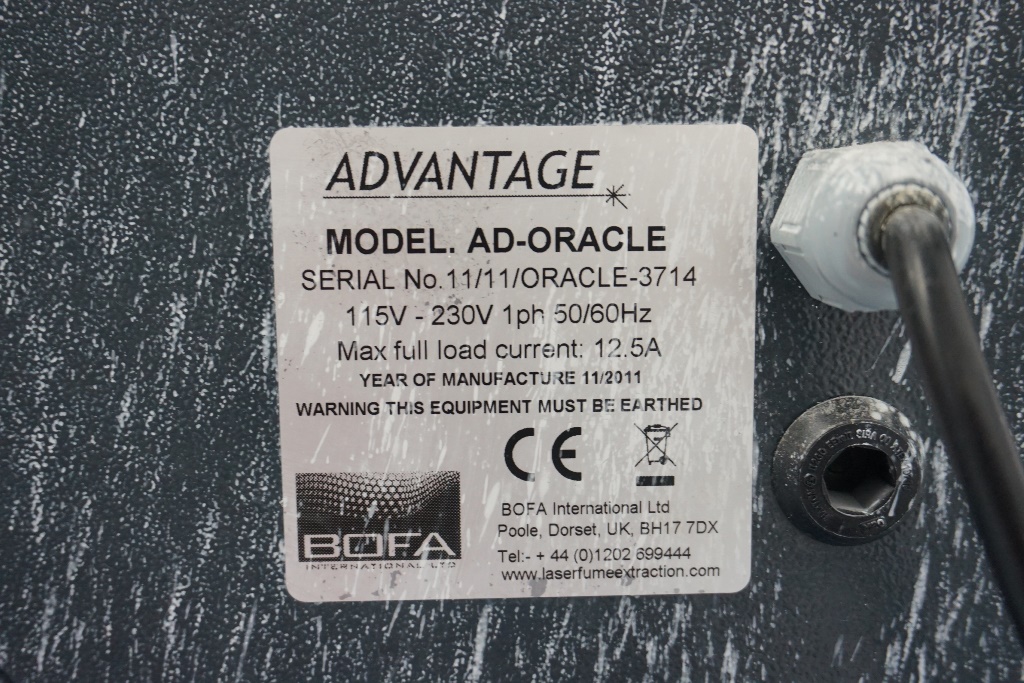 ADVANTAGE
MODEL. AD-ORACLE
SERIAL No.11/11/ORACLE-3714
115V - 230V 1ph 50/60Hz
Max full load current: 12.5A
YEAR OF MANUFACTURE 11/2011
WARNING THIS EQUIPMENT MUST BE EARTHED
CE
BOFA
INTERNATIONAL LTD
BOFA International Ltd
Poole, Dorset, UK, BH17 7DX
Tel:- + 44 (0)1202 699444
www.laserfumeextraction.com